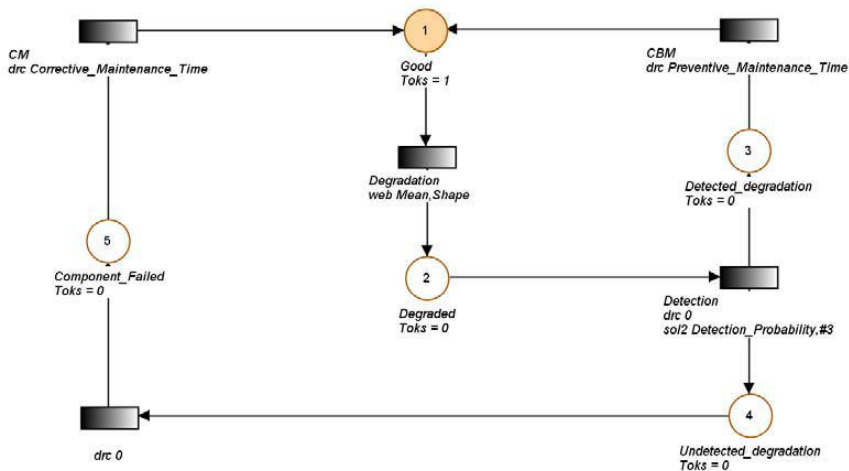 1
CM
drc Corrective_Maintenance_Time
Good
Toks = 1
CBM
drc Preventive_Maintenance_Time
3
Degradation
web Mean,Shape
Detected_degradation
Toks = 0
5
Component_Failed
Toks = 0
2
Degraded
Toks = 0
Detection
drc 0
sol2 Detection_Probability,#3
4
drc 0
Undetected_degradation
Toks = 0